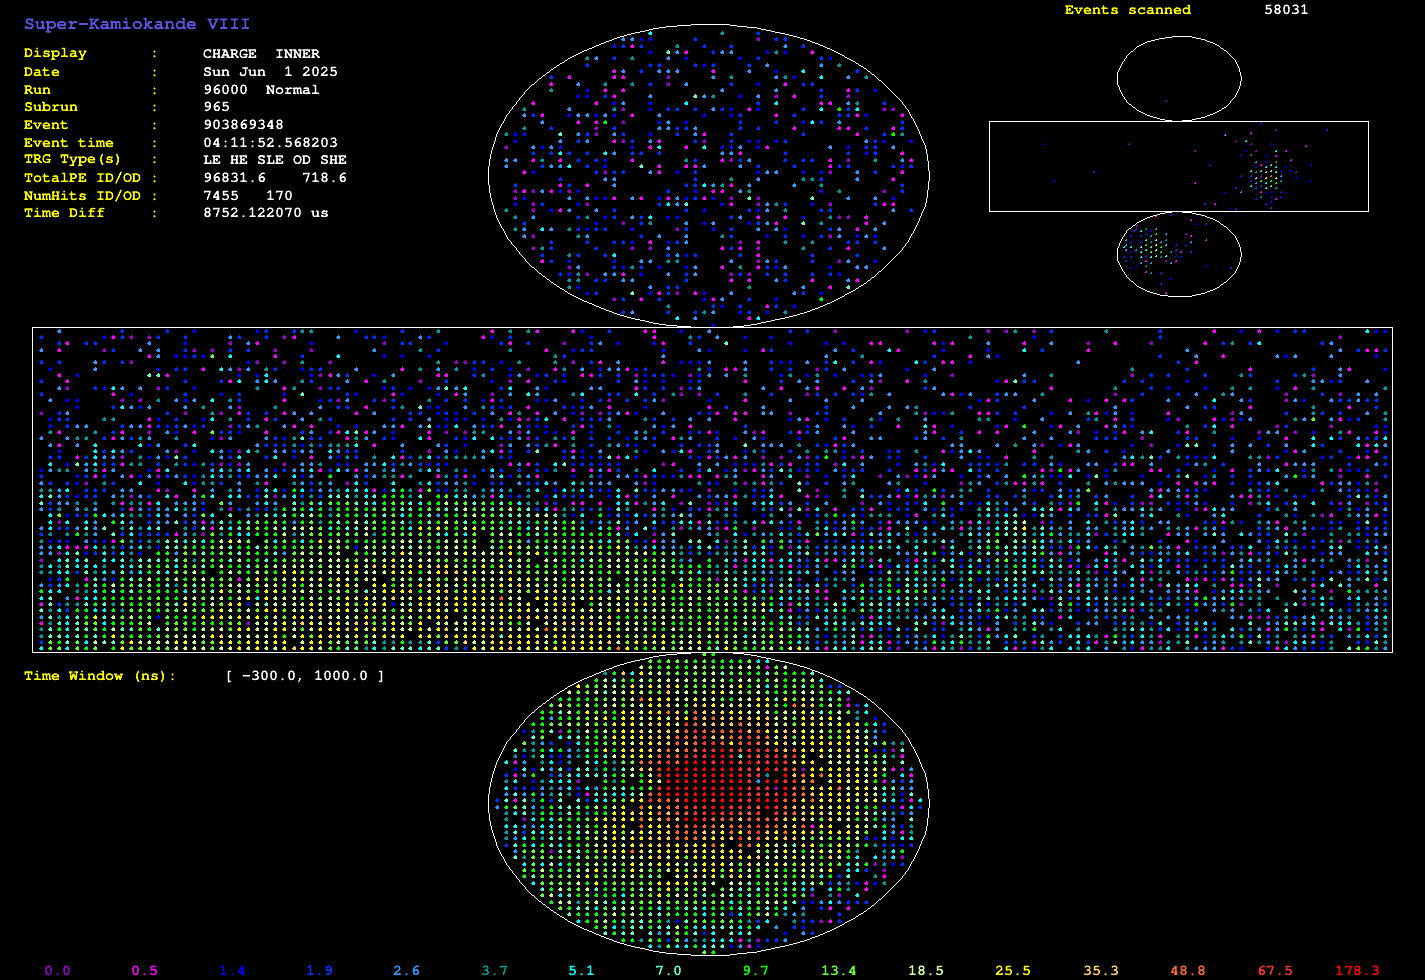 Super-Kamiokande VIII
Events scanned 58031
Display : CHARGE INNER
Date : Sun Jun 1 2025
Run : 96000 Normal
Subrun : 965
Event : 903869348
Event time : 04:11:52.568203
TRG Type(s) : LE HE SLE OD SHE
TotalPE ID/OD : 96831.6 718.6
NumHits ID/OD : 7455 170
Time Diff : 8752.122070 us
Time Window (ns): [ -300.0, 1000.0 ]
0.0 0.5 1.4 1.9 2.6 3.7 5.1 7.0 9.7 13.4 18.5 25.5 35.3 48.8 67.5 178.3